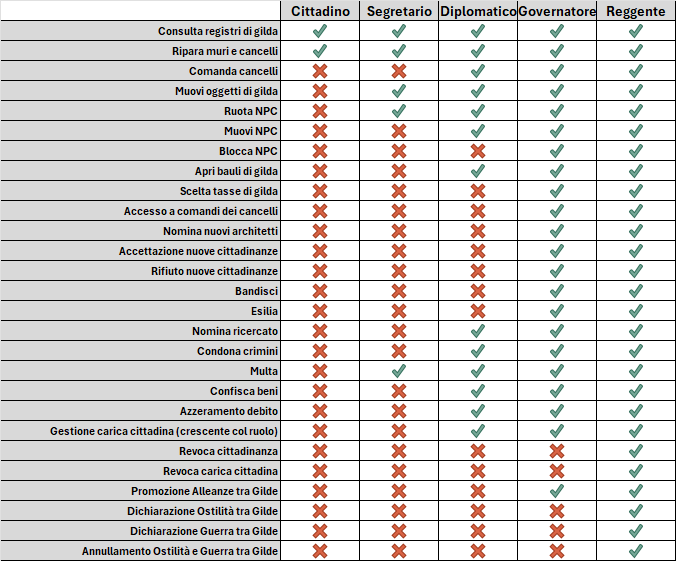 Cittadino Segretario Diplomatico Governatore Reggente
Consulta registri di gilda
Ripara muri e cancelli
Comanda cancelli
Muovi oggetti di gilda
Ruota NPC
Muovi NPC
Blocca NPC
Apri bauli di gilda
Scelta tasse di gilda
Accesso a comandi dei cancelli
Nomina nuovi architetti
Accettazione nuove cittadinanze
Rifiuto nuove cittadinanze
Bandisci
Esilia
Nomina ricercato
Condona crimini
Multa
Confisca beni
Azzeramento debito
Gestione carica cittadina (crescente col ruolo)
Revoca cittadinanza
Revoca carica cittadina
Promozione Alleanze tra Gilde
Dichiarazione Ostilità tra Gilde
Dichiarazione Guerra tra Gilde
Annullamento Ostilità e Guerra tra Gilde